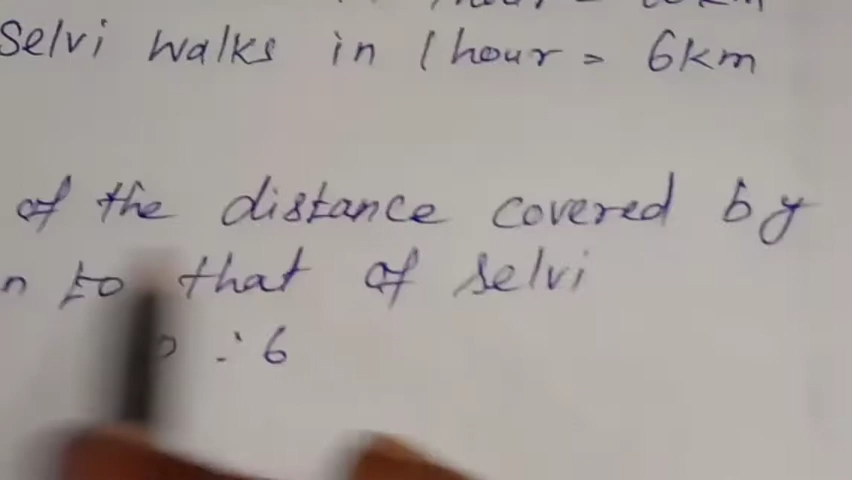 Selvi walks in 1 hour = 6km
of the distance covered by
n to that of selvi
: 6